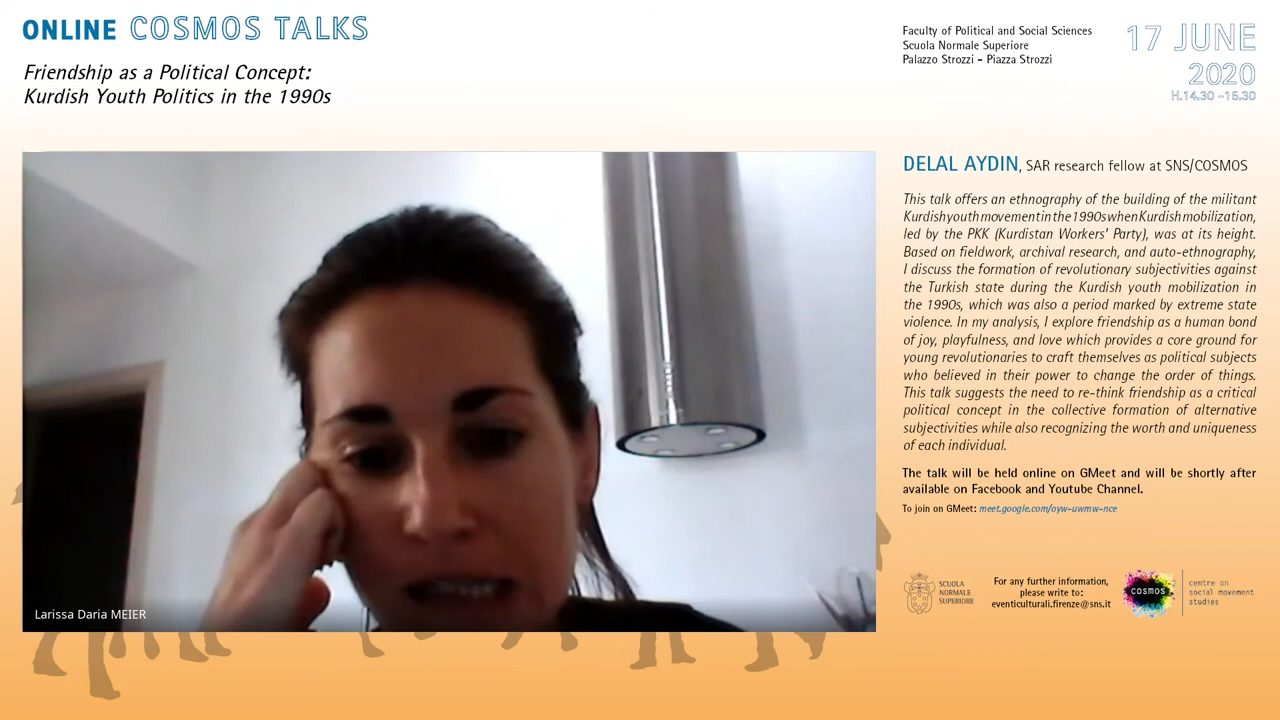 ONLINE COSMOS TALKS
Friendship as a Political Concept:
Kurdish Youth Politics in the 1990s
Faculty of Political and Social Sciences
Scuola Normale Superiore
Palazzo Strozzi - Piazza Strozzi
17 JUNE
2020
H.14.30 -15.30
DELAL AYDIN, SAR research fellow at SNS/COSMOS
This talk offers an ethnography of the building of the militant
Kurdish youth movement in the 1990s when Kurdish mobilization,
led by the PKK (Kurdistan Workers' Party), was at its height.
Based on fieldwork, archival research, and auto-ethnography,
I discuss the formation of revolutionary subjectivities against
the Turkish state during the Kurdish youth mobilization in
the 1990s, which was also a period marked by extreme state
violence. In my analysis, I explore friendship as a human bond
of joy, playfulness, and love which provides a core ground for
young revolutionaries to craft themselves as political subjects
who believed in their power to change the order of things.
This talk suggests the need to re-think friendship as a critical
political concept in the collective formation of alternative
subjectivities while also recognizing the worth and uniqueness
of each individual.
The talk will be held online on GMeet and will be shortly after
available on Facebook and Youtube Channel.
To join on GMeet: meet.google.com/oyw-uwmw-nce
Larissa Daria MEIER
SCUOLA
NORMALE
SUPERIORE
For any further information,
please write to:
eventiculturali.firenze@sns.it
cosmos
centre on
social movement
studies